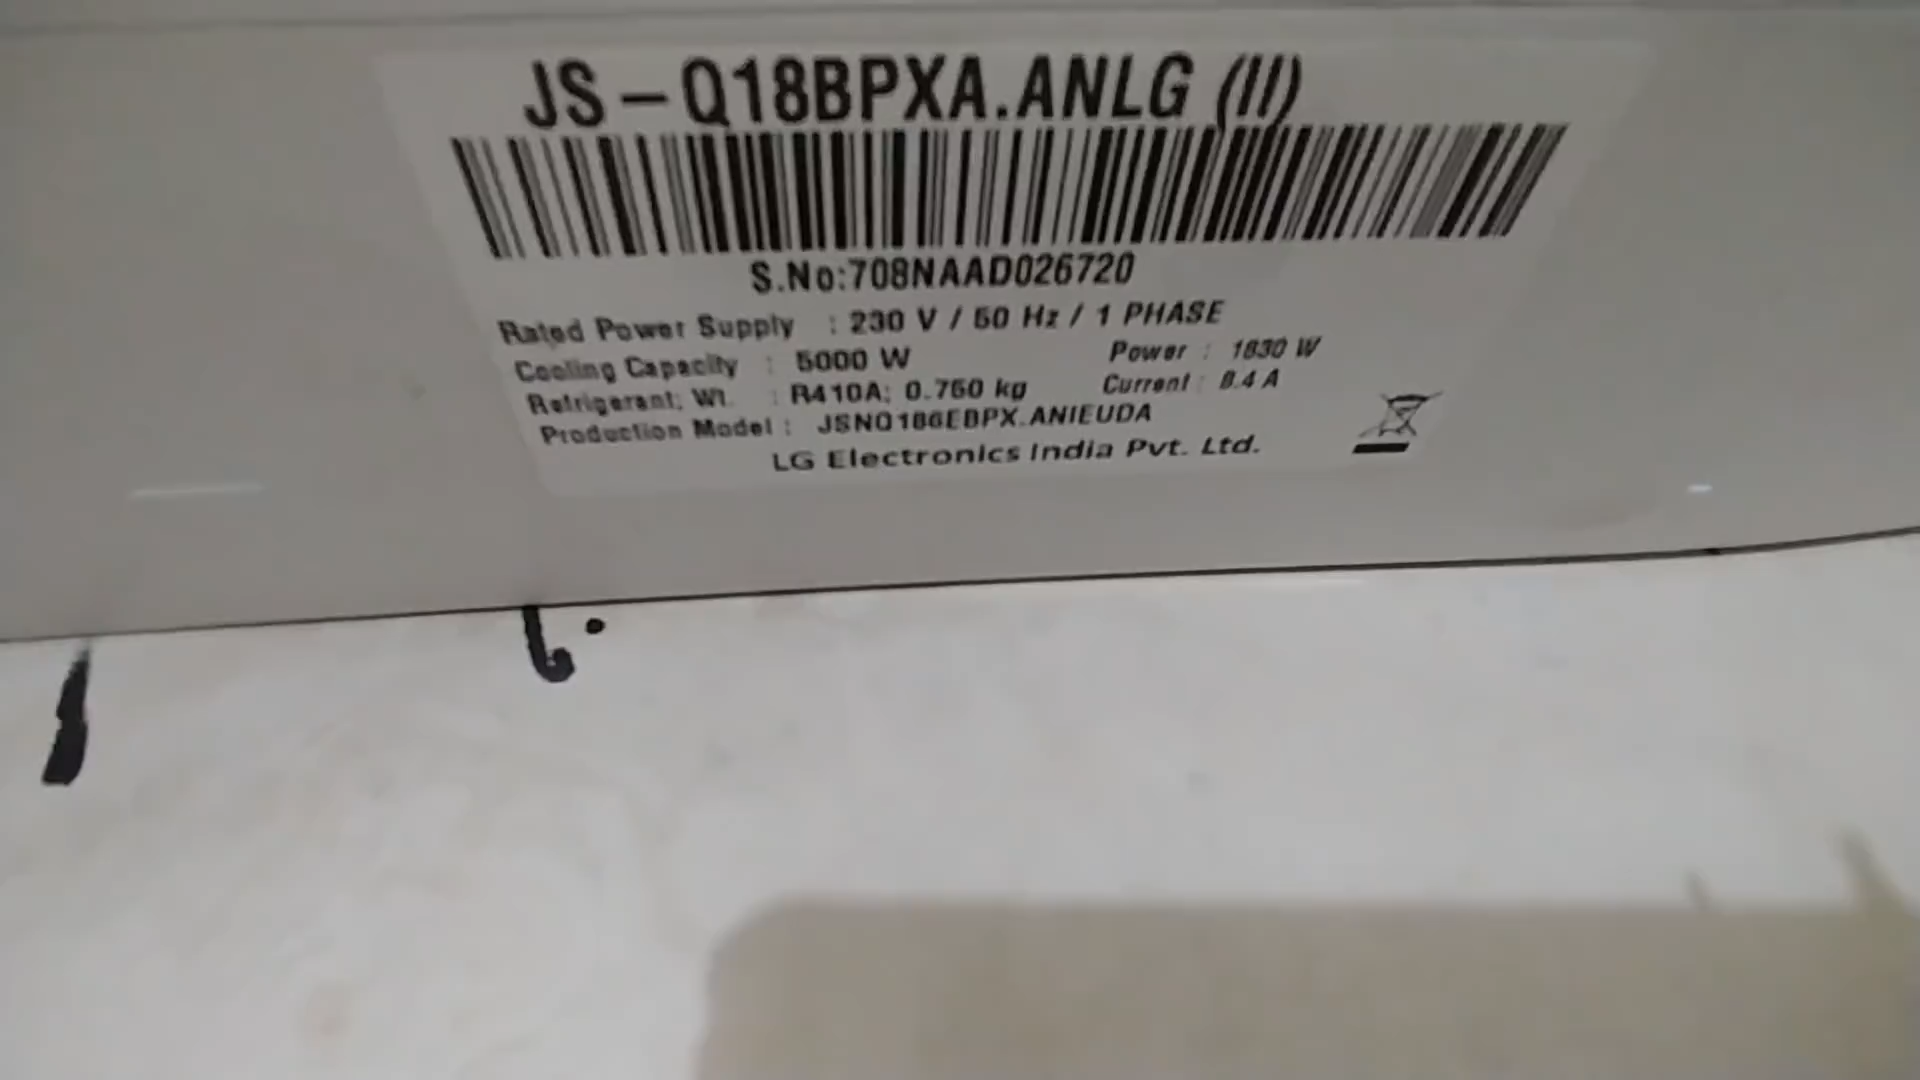 JS-Q18BPXA.ANLG (II)
S.No:708NAAD026720
Rated Power Supply : 230 V / 50 Hz / 1 PHASE
Cooling Capacity : 5000 W Power : 1830 W
Refrigerant; Wt. : R410A; 0.750 kg Current : 8.4 A
Production Model : JSNQ186EBPX.ANIEUDA
LG Electronics India Pvt. Ltd.